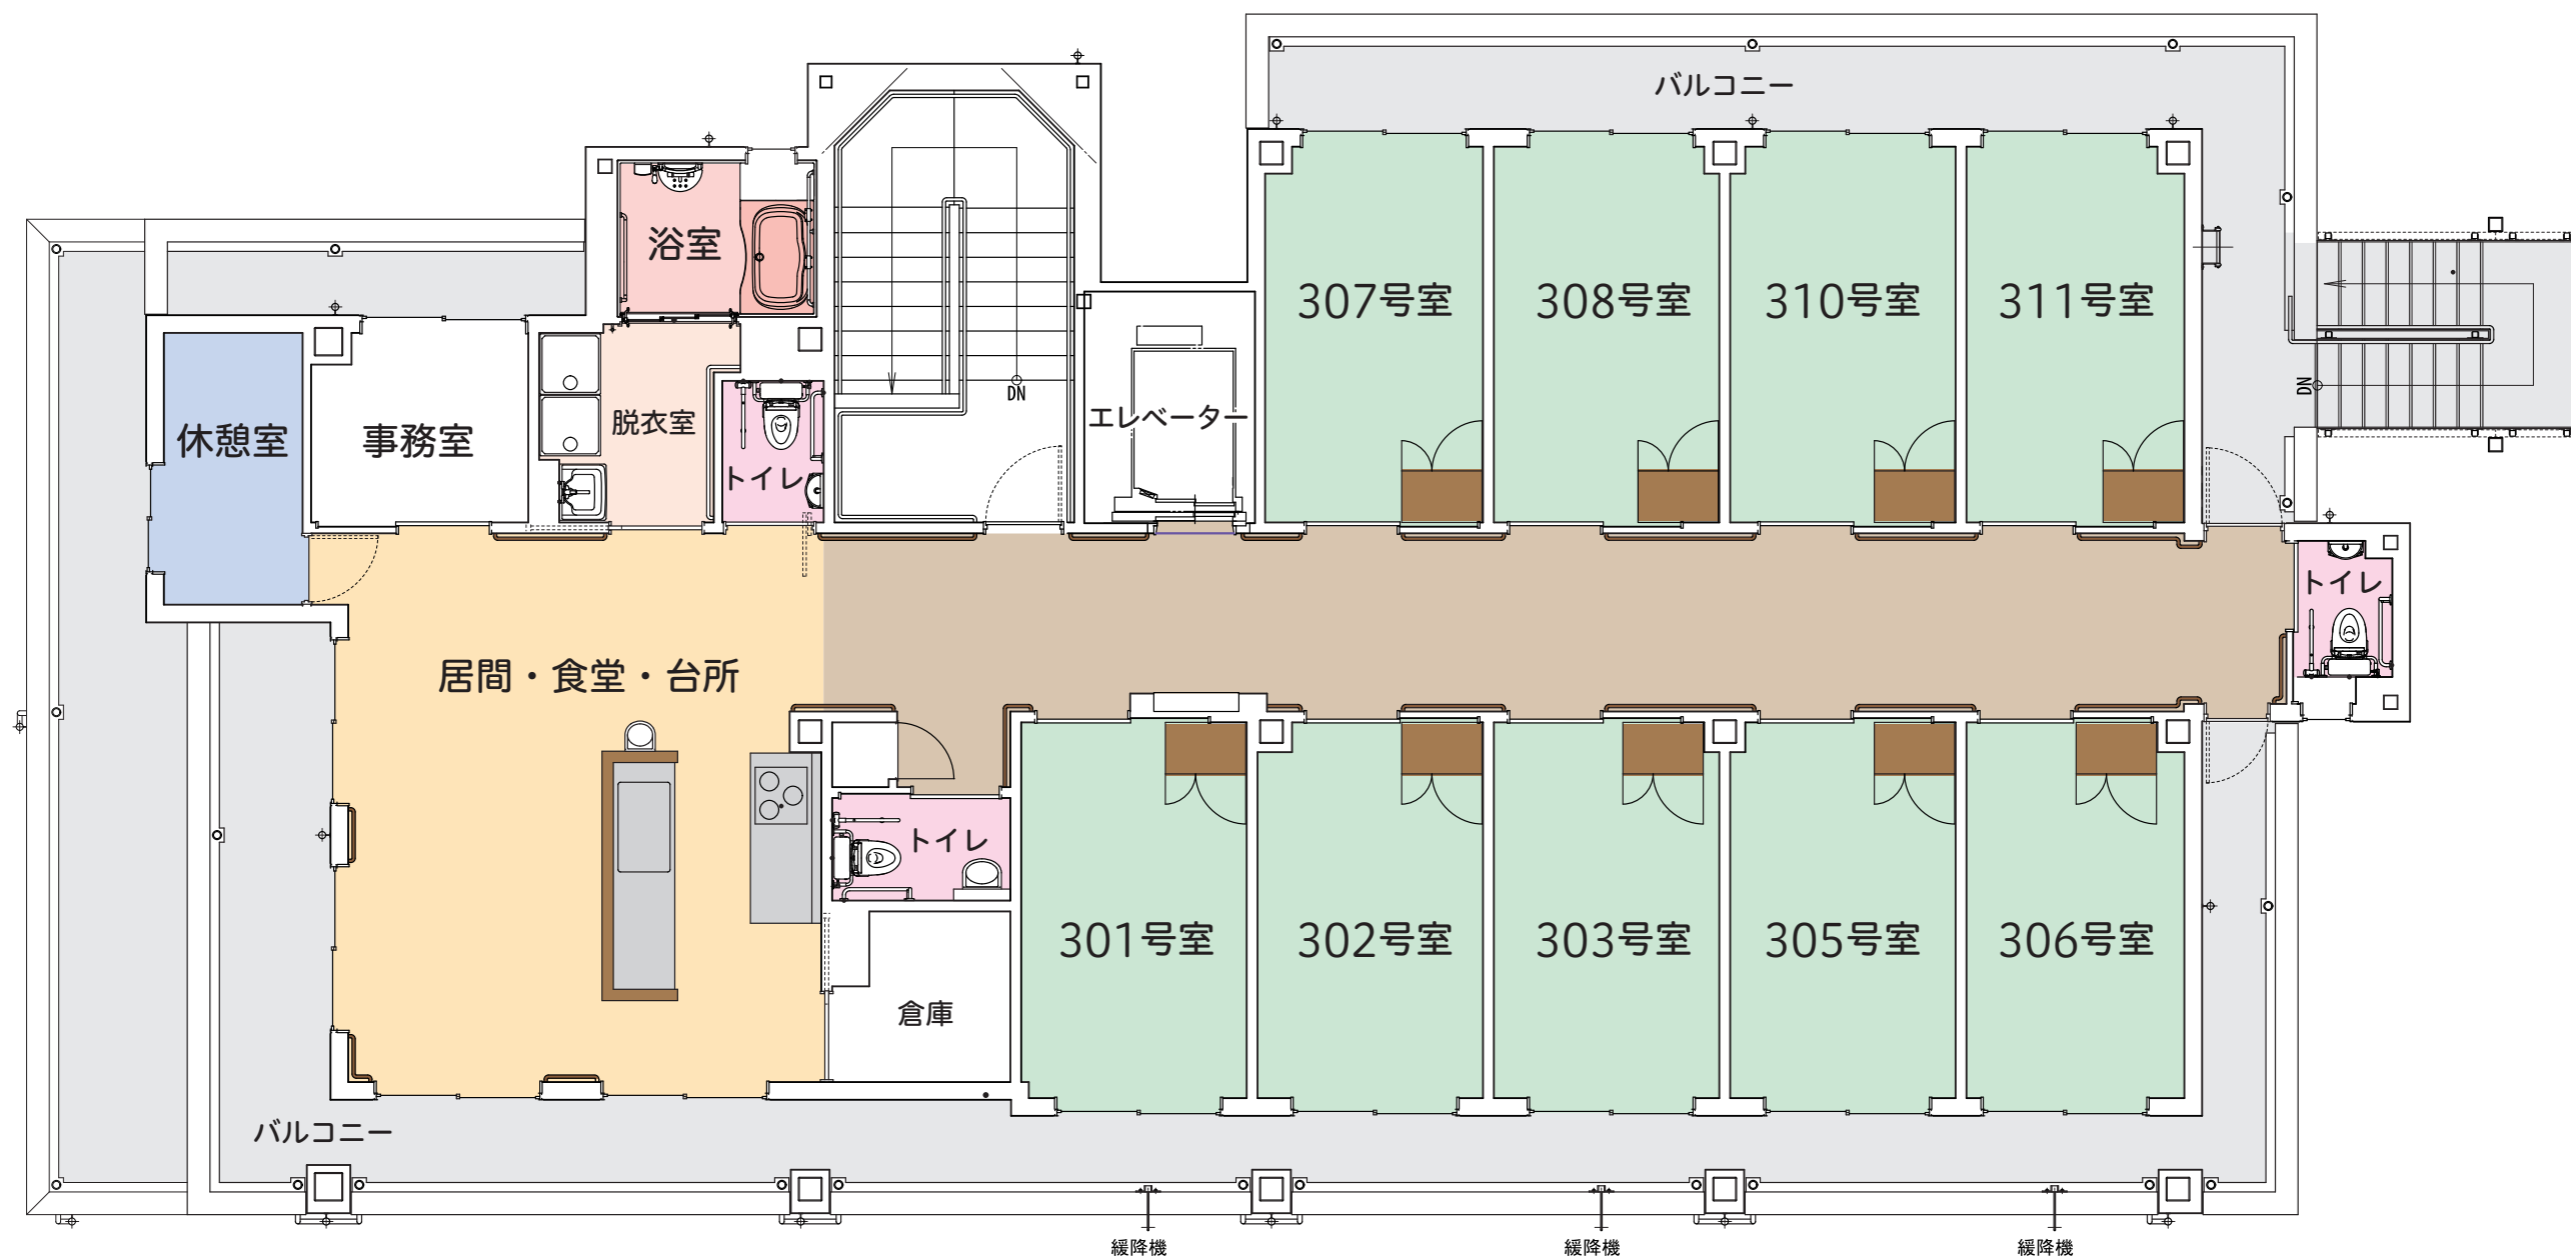 バルコニー
浴室
307号室
308号室
310号室
311号室
DN
DN
エレベーター
休憩室
事務室
脱衣室
トイレ
トイレ
居間・食堂・台所
トイレ
301号室
302号室
303号室
305号室
306号室
倉庫
バルコニー
緩降機
緩降機
緩降機